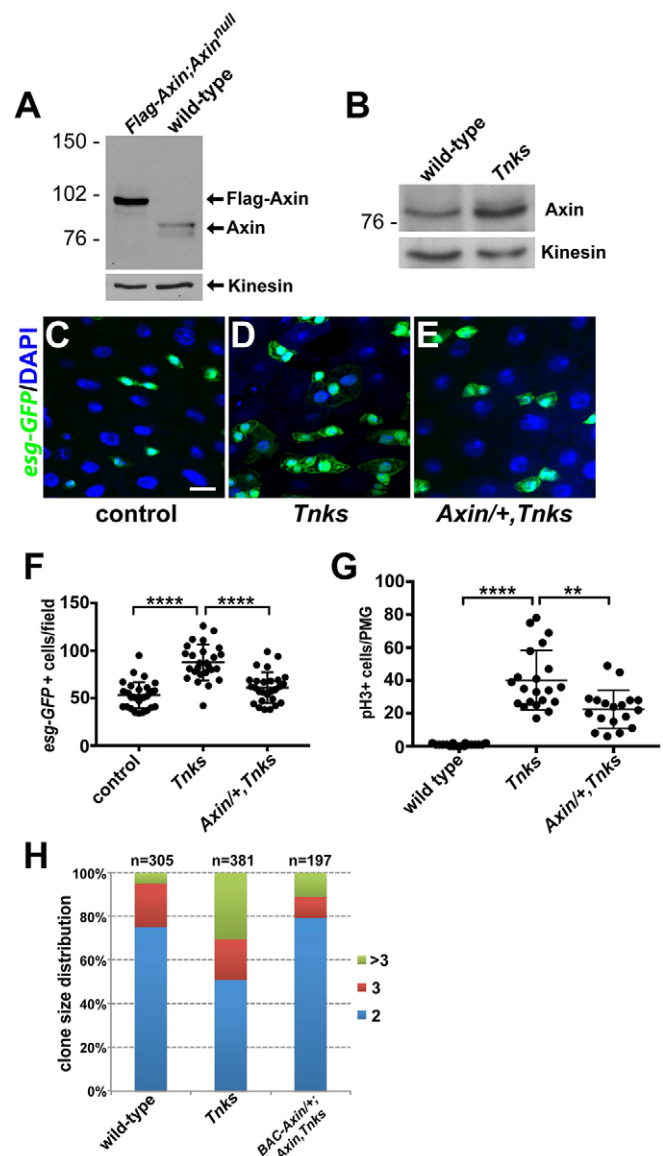 A
Flag-Axin;Axinnull
wild-type
150 -
102 -
76 -
Flag-Axin
Axin
Kinesin
B
wild-type
Tnks
76 -
Axin
Kinesin
esg-GFP/DAPI
C
D
E
control
Tnks
Axin/+,Tnks
F
esg-GFP + cells/field
150
100
50
0
****
****
control
Tnks
Axin/+,Tnks
G
pH3+ cells/PMG
100
80
60
40
20
0
****
**
wild type
Tnks
Axin/+,Tnks
H
clone size distribution
n=305
n=381
n=197
100%
80%
60%
40%
20%
0%
>3
3
2
wild-type
Tnks
BAC-Axin/+;
Axin,Tnks